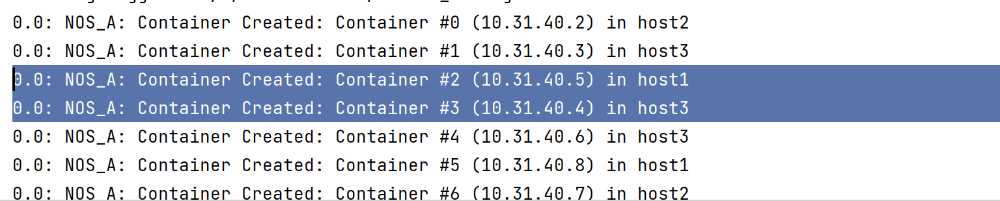 0.0: NOS_A: Container Created: Container #0 (10.31.40.2) in host2
0.0: NOS_A: Container Created: Container #1 (10.31.40.3) in host3
0.0: NOS_A: Container Created: Container #2 (10.31.40.5) in host1
0.0: NOS_A: Container Created: Container #3 (10.31.40.4) in host3
0.0: NOS_A: Container Created: Container #4 (10.31.40.6) in host3
0.0: NOS_A: Container Created: Container #5 (10.31.40.8) in host1
0.0: NOS_A: Container Created: Container #6 (10.31.40.7) in host2